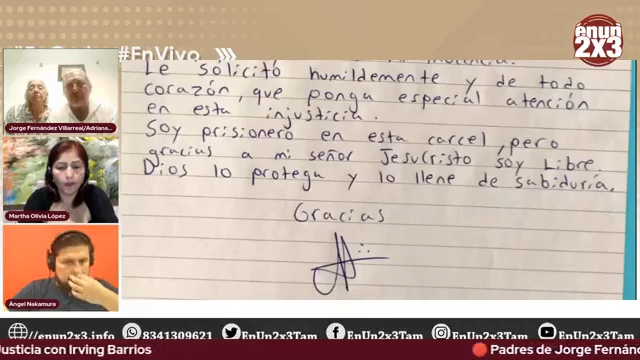 #EnVivo
énun
2X3
Le solicitó humildemente y de todo
corazón, que ponga especial atención
en esta injusticia.
Soy prisionero en esta carcel, pero
gracias a mi señor Jesucristo soy Libre.
Dios lo protega y lo llene de sabiduría.
Gracias
Jorge Fernández Villarreal/Adriana...
Martha Olivia López
Ángel Nakamura
//enun2x3.info
8341309621
EnUn2x3Tam
EnUn2x3Tam
EnUn2x3Tam
EnUn2x3Tam
Justicia con Irving Barrios
Padres de Jorge Fernánd